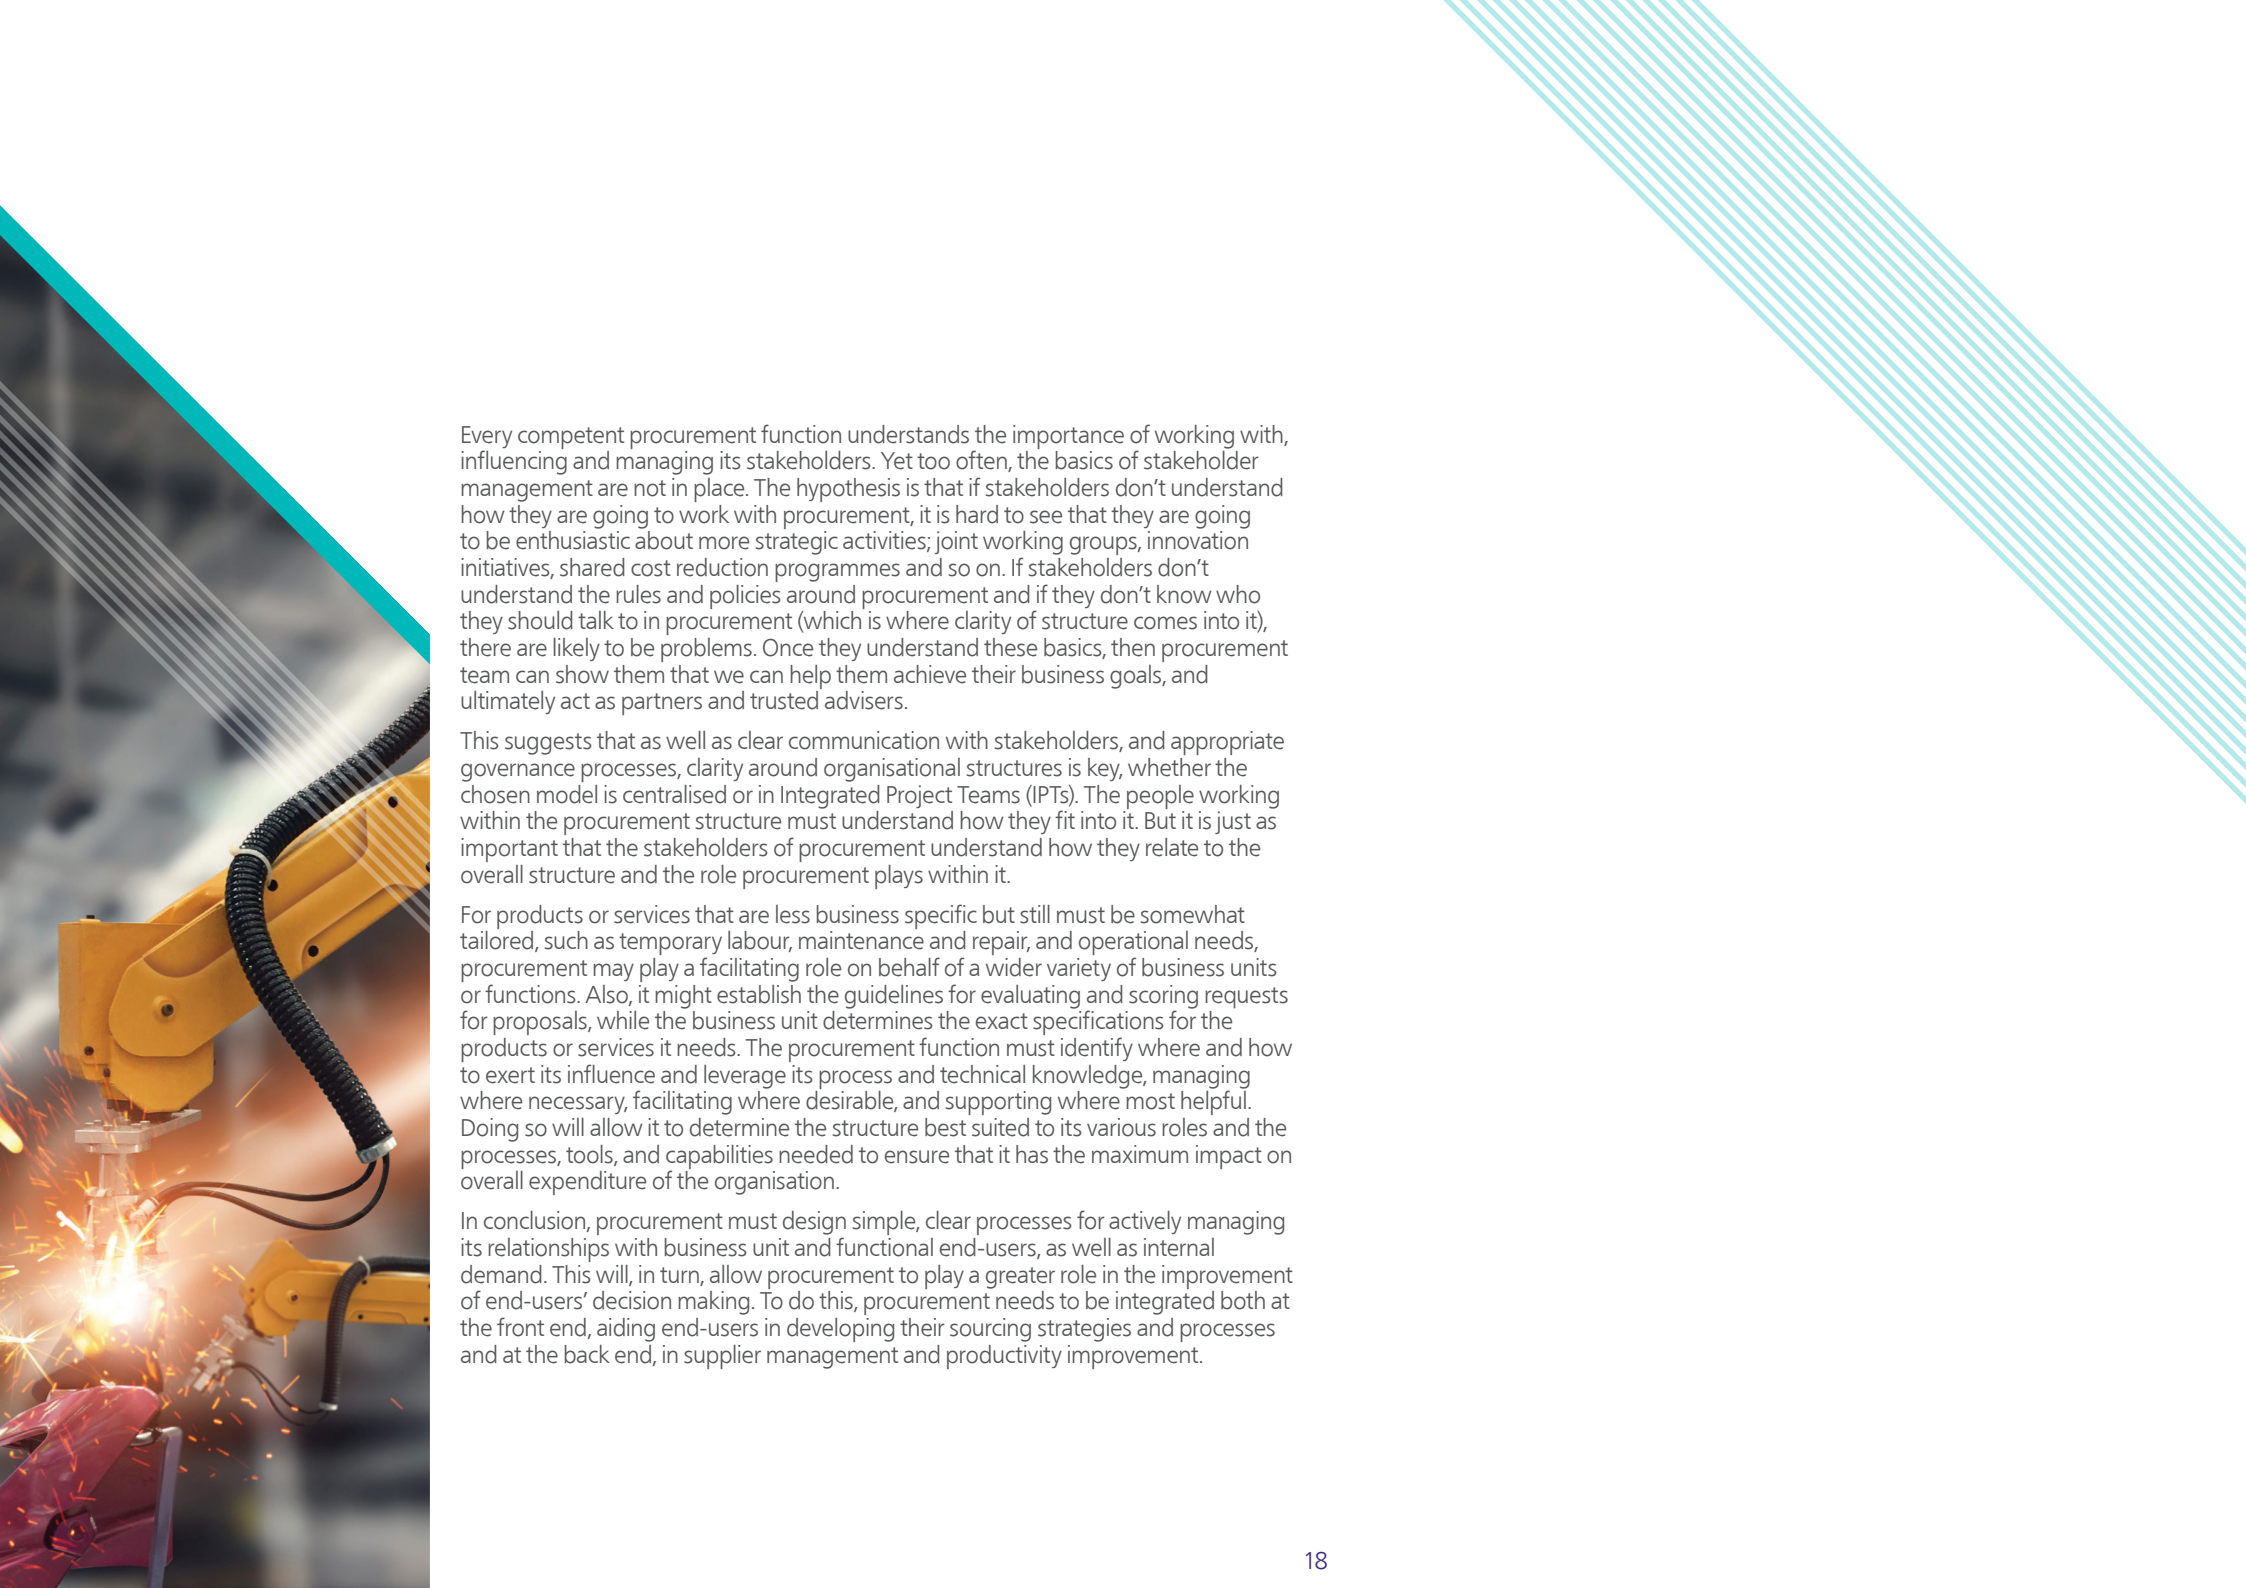 Every competent procurement function understands the importance of working with,
influencing and managing its stakeholders. Yet too often, the basics of stakeholder
management are not in place. The hypothesis is that if stakeholders don’t understand
how they are going to work with procurement, it is hard to see that they are going
to be enthusiastic about more strategic activities; joint working groups, innovation
initiatives, shared cost reduction programmes and so on. If stakeholders don’t
understand the rules and policies around procurement and if they don’t know who
they should talk to in procurement (which is where clarity of structure comes into it),
there are likely to be problems. Once they understand these basics, then procurement
team can show them that we can help them achieve their business goals, and
ultimately act as partners and trusted advisers.
This suggests that as well as clear communication with stakeholders, and appropriate
governance processes, clarity around organisational structures is key, whether the
chosen model is centralised or in Integrated Project Teams (IPTs). The people working
within the procurement structure must understand how they fit into it. But it is just as
important that the stakeholders of procurement understand how they relate to the
overall structure and the role procurement plays within it.
For products or services that are less business specific but still must be somewhat
tailored, such as temporary labour, maintenance and repair, and operational needs,
procurement may play a facilitating role on behalf of a wider variety of business units
or functions. Also, it might establish the guidelines for evaluating and scoring requests
for proposals, while the business unit determines the exact specifications for the
products or services it needs. The procurement function must identify where and how
to exert its influence and leverage its process and technical knowledge, managing
where necessary, facilitating where desirable, and supporting where most helpful.
Doing so will allow it to determine the structure best suited to its various roles and the
processes, tools, and capabilities needed to ensure that it has the maximum impact on
overall expenditure of the organisation.
In conclusion, procurement must design simple, clear processes for actively managing
its relationships with business unit and functional end-users, as well as internal
demand. This will, in turn, allow procurement to play a greater role in the improvement
of end-users’ decision making. To do this, procurement needs to be integrated both at
the front end, aiding end-users in developing their sourcing strategies and processes
and at the back end, in supplier management and productivity improvement.
18